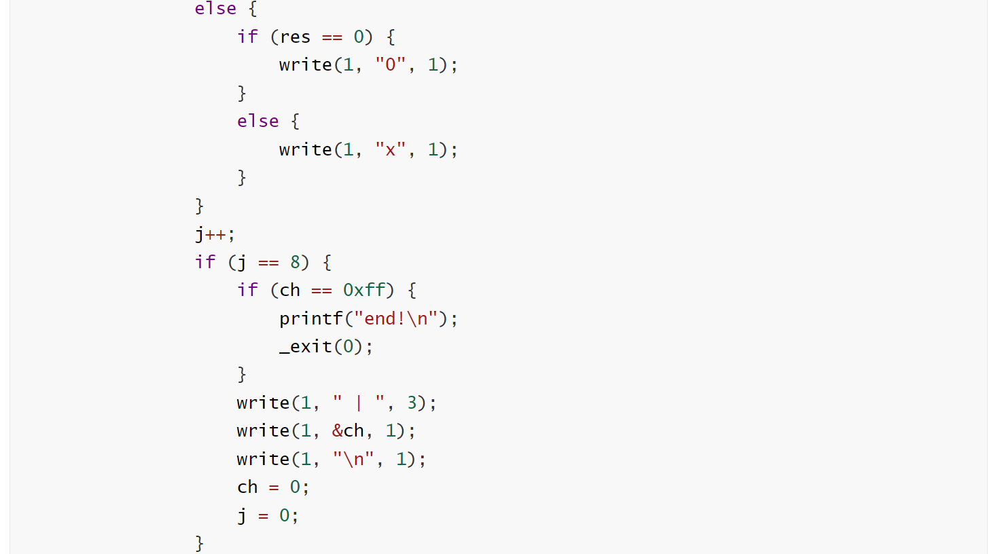 else {
if (res == 0) {
write(1, "0", 1);
}
else {
write(1, "x", 1);
}
}
j++;
if (j == 8) {
if (ch == 0xff) {
printf("end!\n");
_exit(0);
}
write(1, " | ", 3);
write(1, &ch, 1);
write(1, "\n", 1);
ch = 0;
j = 0;
}